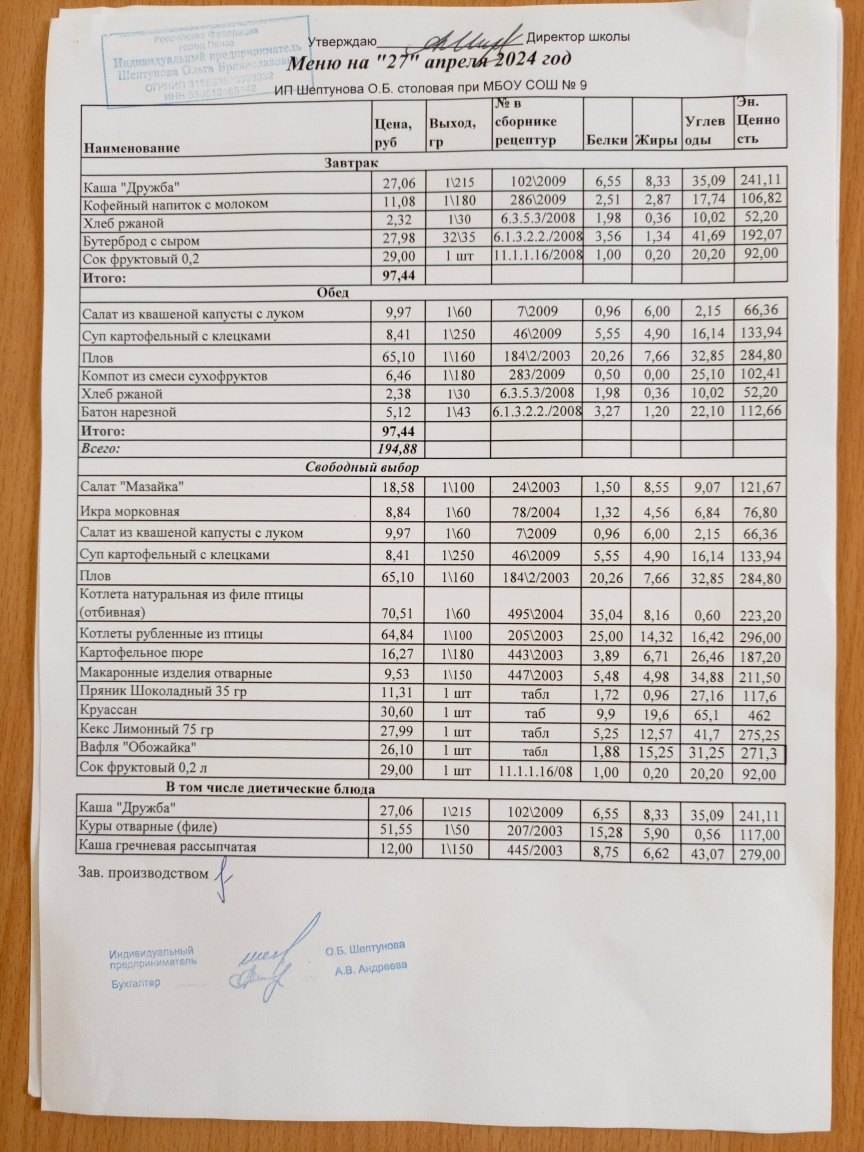 Российская Федерация
город Пенза
Индивидуальный предприниматель
Шептунова Ольга
ОГРНИП
ИНН
Утверждаю Директор школы
Меню на "27" апреля 2024 год
ИП Шептунова О.Б. столовая при МБОУ СОШ № 9
Наименование Цена, руб Выход, гр № в сборнике рецептур Белки Жиры Углеводы Эн. Ценность
Завтрак
Каша "Дружба" 27,06 1\215 102\2009 6,55 8,33 35,09 241,11
Кофейный напиток с молоком 11,08 1\180 286\2009 2,51 2,87 17,74 106,82
Хлеб ржаной 2,32 1\30 6.3.5.3/2008 1,98 0,36 10,02 52,20
Бутерброд с сыром 27,98 32\35 6.1.3.2.2./2008 3,56 1,34 41,69 192,07
Сок фруктовый 0,2 29,00 1 шт 11.1.1.16/2008 1,00 0,20 20,20 92,00
Итого: 97,44
Обед
Салат из квашеной капусты с луком 9,97 1\60 7\2009 0,96 6,00 2,15 66,36
Суп картофельный с клецками 8,41 1\250 46\2009 5,55 4,90 16,14 133,94
Плов 65,10 1\160 184\2/2003 20,26 7,66 32,85 284,80
Компот из смеси сухофруктов 6,46 1\180 283/2009 0,50 0,00 25,10 102,41
Хлеб ржаной 2,38 1\30 6.3.5.3/2008 1,98 0,36 10,02 52,20
Батон нарезной 5,12 1\43 6.1.3.2.2./2008 3,27 1,20 22,10 112,66
Итого: 97,44
Всего: 194,88
Свободный выбор
Салат "Мазайка" 18,58 1\100 24\2003 1,50 8,55 9,07 121,67
Икра морковная 8,84 1\60 78/2004 1,32 4,56 6,84 76,80
Салат из квашеной капусты с луком 9,97 1\60 7\2009 0,96 6,00 2,15 66,36
Суп картофельный с клецками 8,41 1\250 46\2009 5,55 4,90 16,14 133,94
Плов 65,10 1\160 184\2/2003 20,26 7,66 32,85 284,80
Котлета натуральная из филе птицы
(отбивная) 70,51 1\60 495\2004 35,04 8,16 0,60 223,20
Котлеты рубленные из птицы 64,84 1\100 205\2003 25,00 14,32 16,42 296,00
Картофельное пюре 16,27 1\180 443\2003 3,89 6,71 26,46 187,20
Макаронные изделия отварные 9,53 1\150 447\2003 5,48 4,98 34,88 211,50
Пряник Шоколадный 35 гр 11,31 1 шт табл 1,72 0,96 27,16 117,6
Круассан 30,60 1 шт таб 9,9 19,6 65,1 462
Кекс Лимонный 75 гр 27,99 1 шт табл 5,25 12,57 41,7 275,25
Вафля "Обожайка" 26,10 1 шт табл 1,88 15,25 31,25 271,3
Сок фруктовый 0,2 л 29,00 1 шт 11.1.1.16/08 1,00 0,20 20,20 92,00
В том числе диетические блюда
Каша "Дружба" 27,06 1\215 102\2009 6,55 8,33 35,09 241,11
Куры отварные (филе) 51,55 1\50 207/2003 15,28 5,90 0,56 117,00
Каша гречневая рассыпчатая 12,00 1\150 445/2003 8,75 6,62 43,07 279,00
Зав. производством
Индивидуальный
предприниматель О.Б. Шептунова
Бухгалтер А.В. Андреева